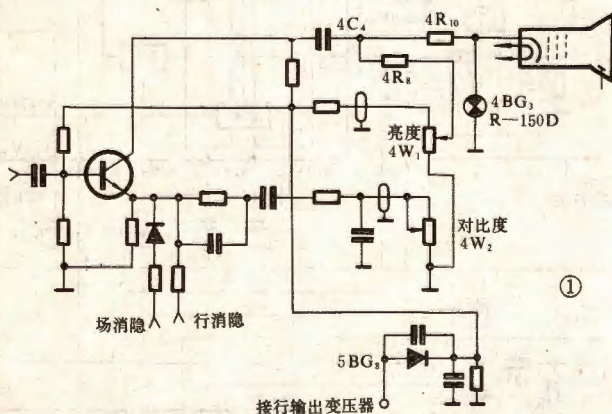 4C₄
4R₁₀
4R₈
4BG₃
R—150D
亮度
4W₁
对比度
4W₂
①
场消隐
行消隐
5BG₃
接行输出变压器